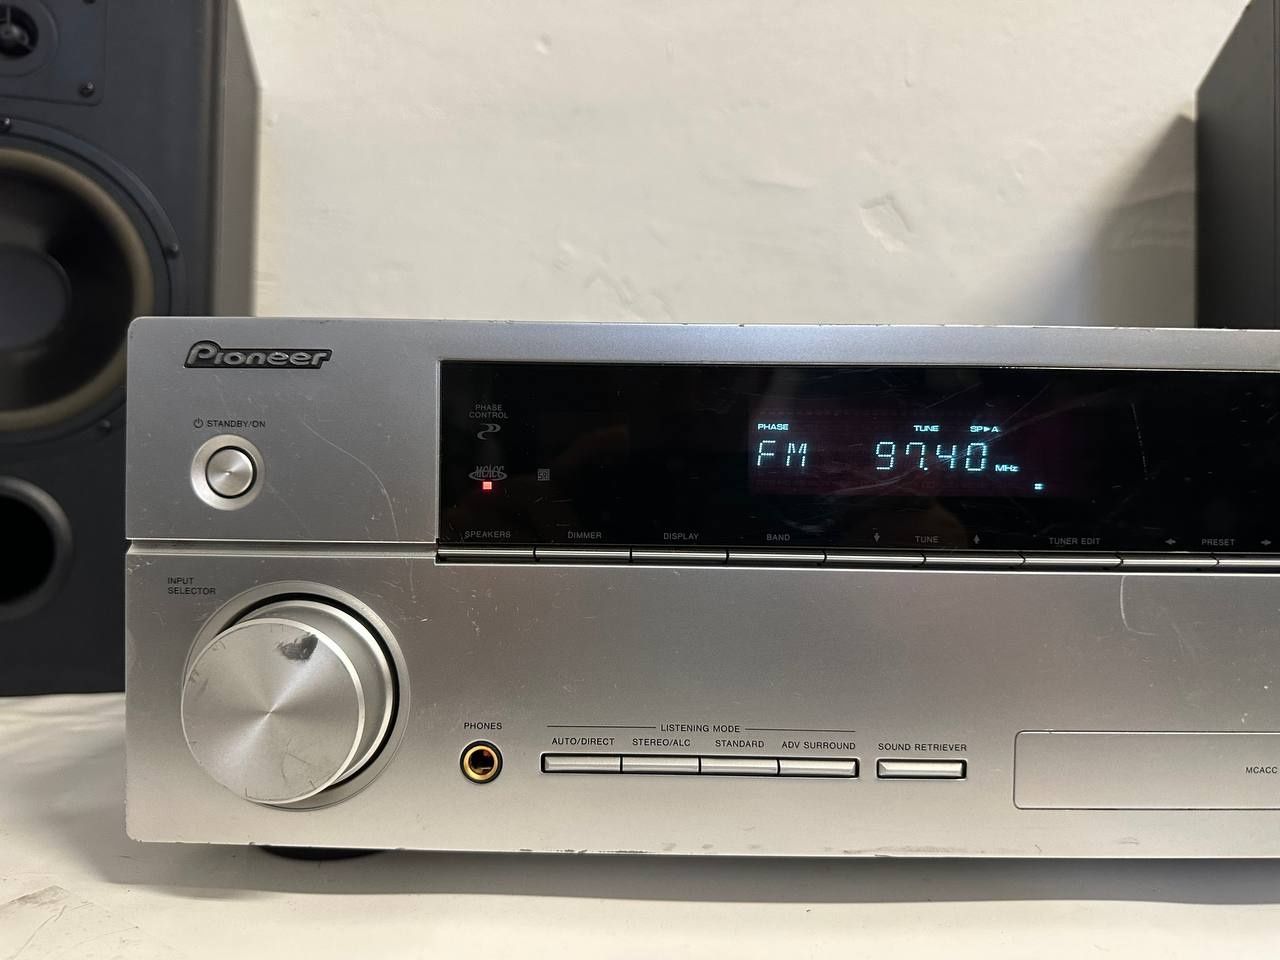 Pioneer
STANDBY/ON
PHASE
CONTROL
MCACC
PHASE TUNE SP►A
FM 97.40 MHz
SPEAKERS DIMMER DISPLAY BAND TUNE TUNER EDIT PRESET
INPUT
SELECTOR
PHONES
LISTENING MODE
AUTO/DIRECT STEREO/ALC STANDARD ADV SURROUND SOUND RETRIEVER
MCACC